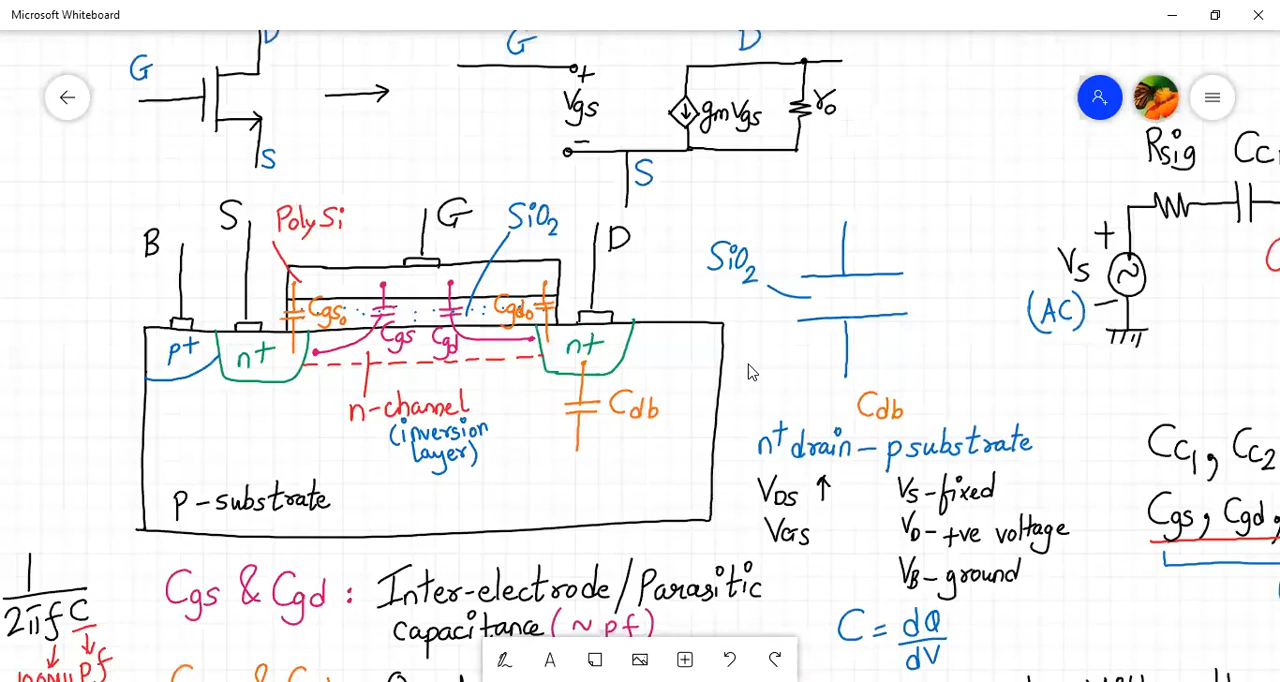 Microsoft Whiteboard
G
D
G
D
+
Vgs
-
gmVgs
ro
S
S
B
S
Poly Si
G
SiO2
D
Cgso
Cgs
Cgd
Cgdo
p+
n+
n+
n-channel
(inversion
layer)
Cdb
p-substrate
SiO2
Cdb
n+ drain - p substrate
VDS ↑
VGS
VS - fixed
VD - +ve voltage
VB - ground
C = dQ/dV
Rsig
CC1
+
VS
(AC)
-
CC1, CC2
Cgs, Cgd,
1
2πfC
pf
Cgs & Cgd : Inter-electrode/Parasitic
capacitance (~ pf)